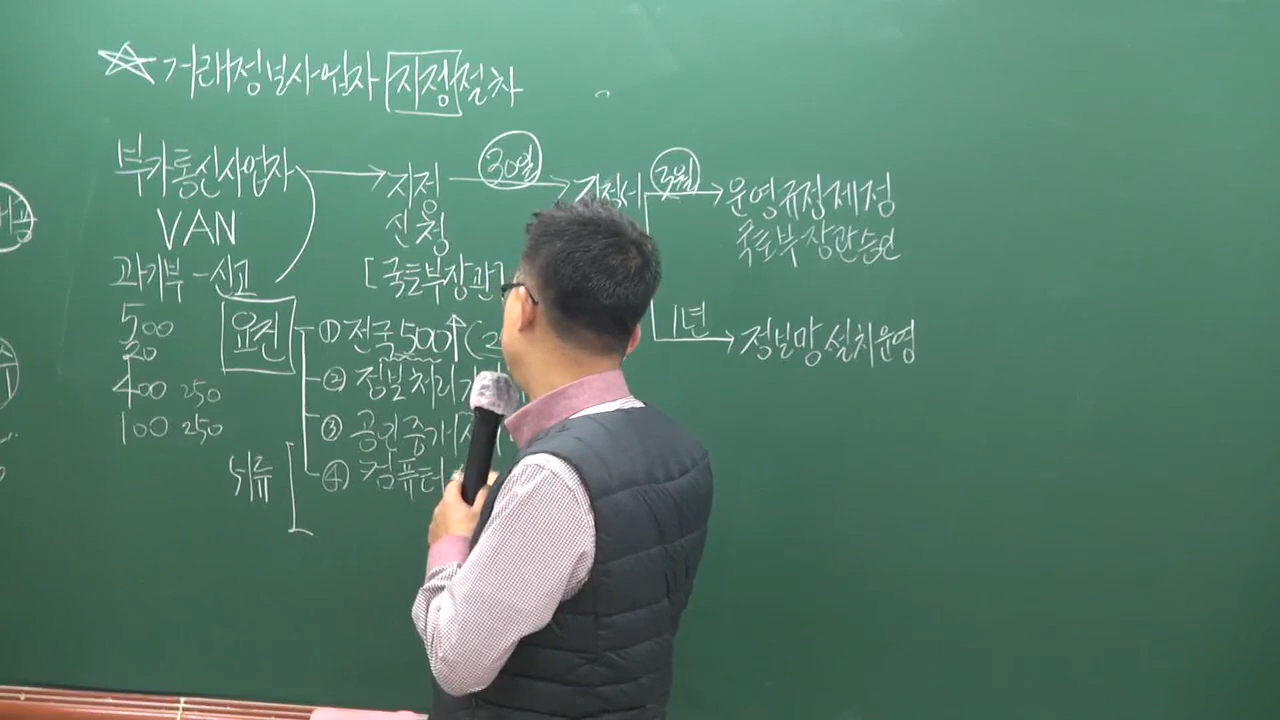 ☆ 거래정보사업자 지정절차
부가통신사업자 → 지정 30일 → 지정서 3월 → 운영규정제정
VAN 신청 국토부장관승인
과기부-신고 [국토부장관]
1년 → 정보망설치운영
500 요건 ① 전국 500↑(2
20
400 250 ② 정보처리
100 250 ③ 공인중개
서류 ④ 컴퓨터